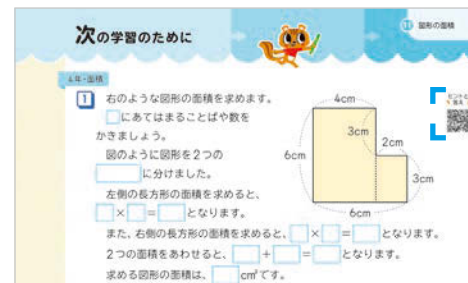 次の学習のために
11 図形の面積
4年・面積
1 右のような図形の面積を求めます。
□にあてはまることばや数を
かきましょう。
図のように図形を2つの
□に分けました。
左側の長方形の面積を求めると、
□×□=□となります。
また、右側の長方形の面積を求めると、□×□=□となります。
2つの面積をあわせると、□+□=□となります。
求める図形の面積は、□cm²です。
4cm
3cm
2cm
6cm
3cm
6cm